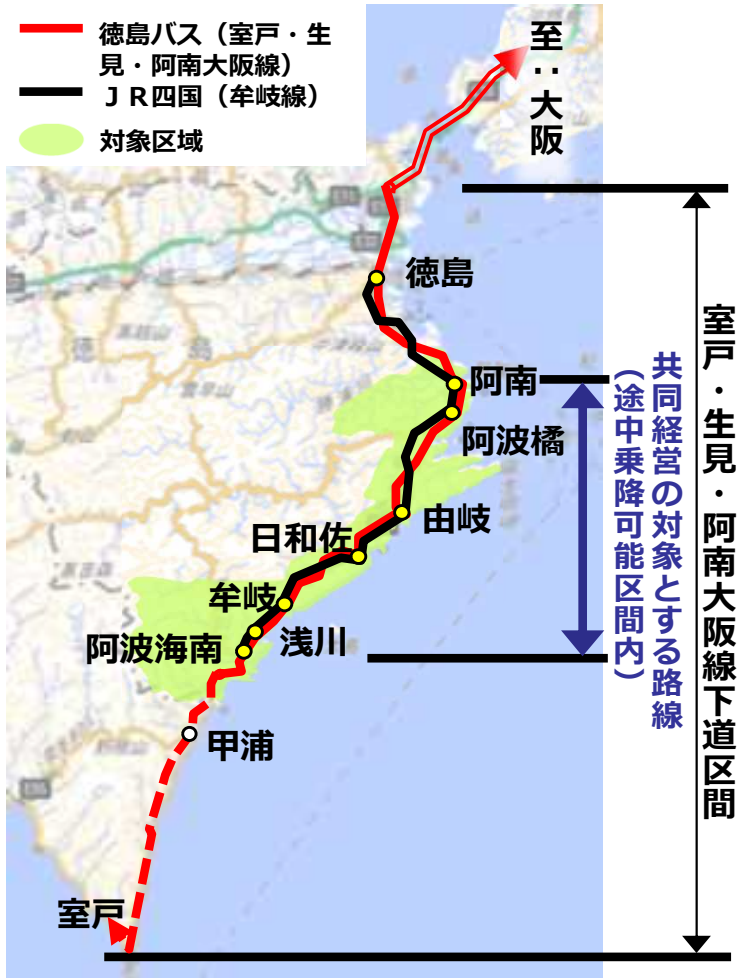 徳島バス（室戸・生
見・阿南大阪線）
ＪＲ四国（牟岐線）
対象区域
至：大阪
徳島
阿南
阿波橘
由岐
日和佐
牟岐
浅川
阿波海南
甲浦
室戸
共同経営の対象とする路線
（途中乗降可能区間内）
室戸・生見・阿南大阪線下道区間
徳島